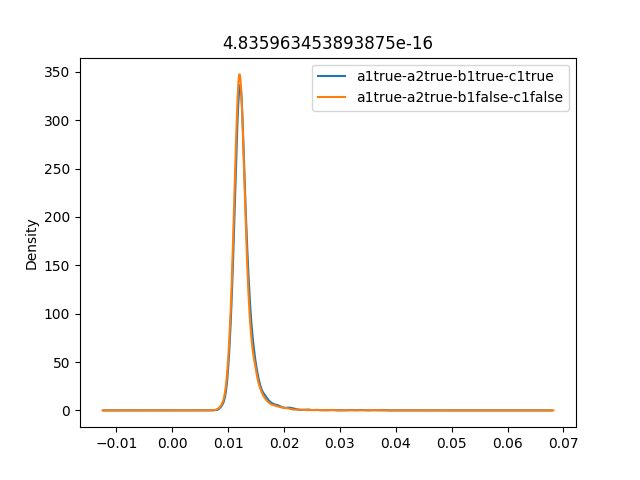 4.835963453893875e-16
a1true-a2true-b1true-c1true
a1true-a2true-b1false-c1false
Density
350
300
250
200
150
100
50
0
−0.01 0.00 0.01 0.02 0.03 0.04 0.05 0.06 0.07